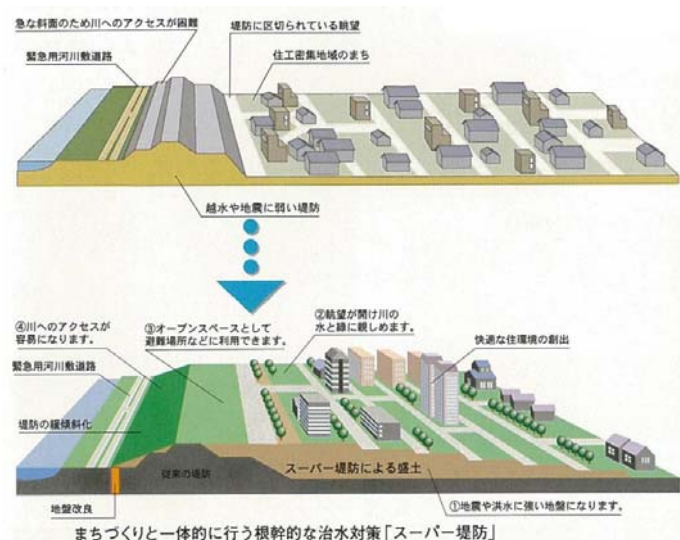 急な斜面のため川へのアクセスが困難
緊急用河川敷道路
堤防に区切られている眺望
住工密集地域のまち
越水や地震に弱い堤防
④川へのアクセスが
容易になります。
③オープンスペースとして
避難場所などに利用できます。
②眺望が開け川の
水と緑に親しめます。
快適な住環境の創出
緊急用河川敷道路
堤防の緩傾斜化
従来の堤防
スーパー堤防による盛土
①地震や洪水に強い地盤になります。
地盤改良
まちづくりと一体的に行う根幹的な治水対策「スーパー堤防」